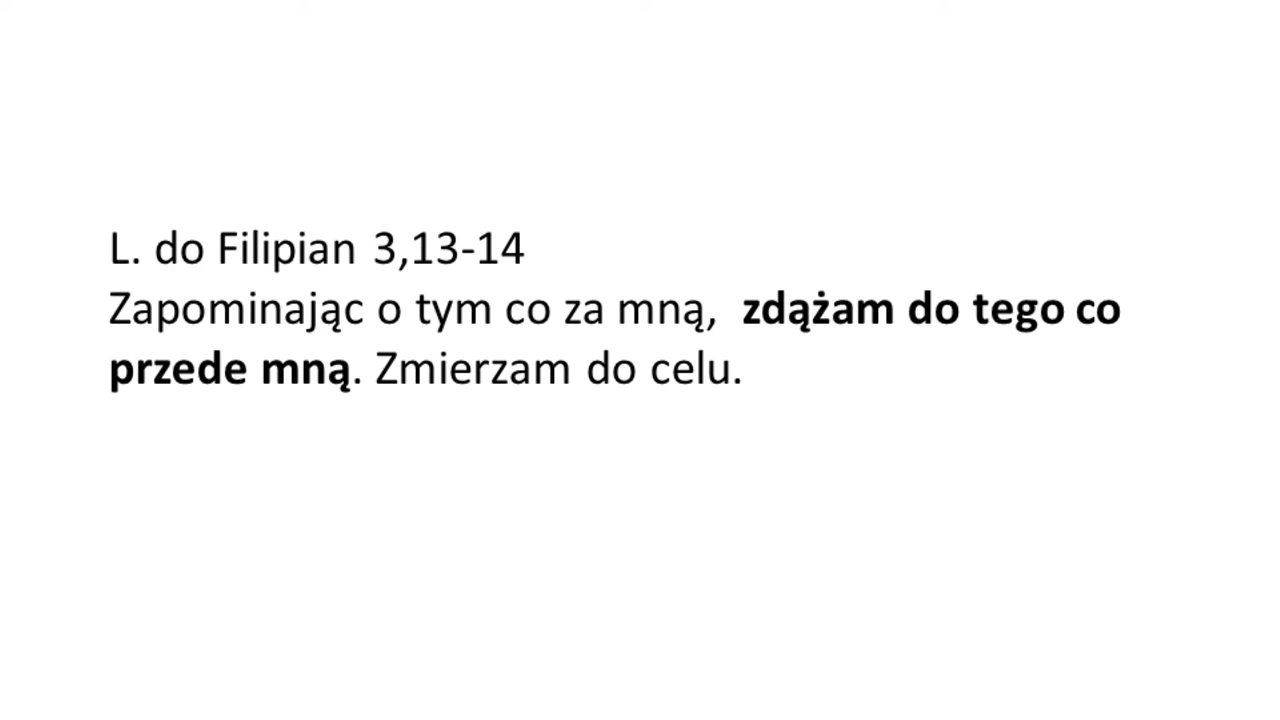 L. do Filipian 3,13-14
Zapominając o tym co za mną, zdążam do tego co
przede mną. Zmierzam do celu.